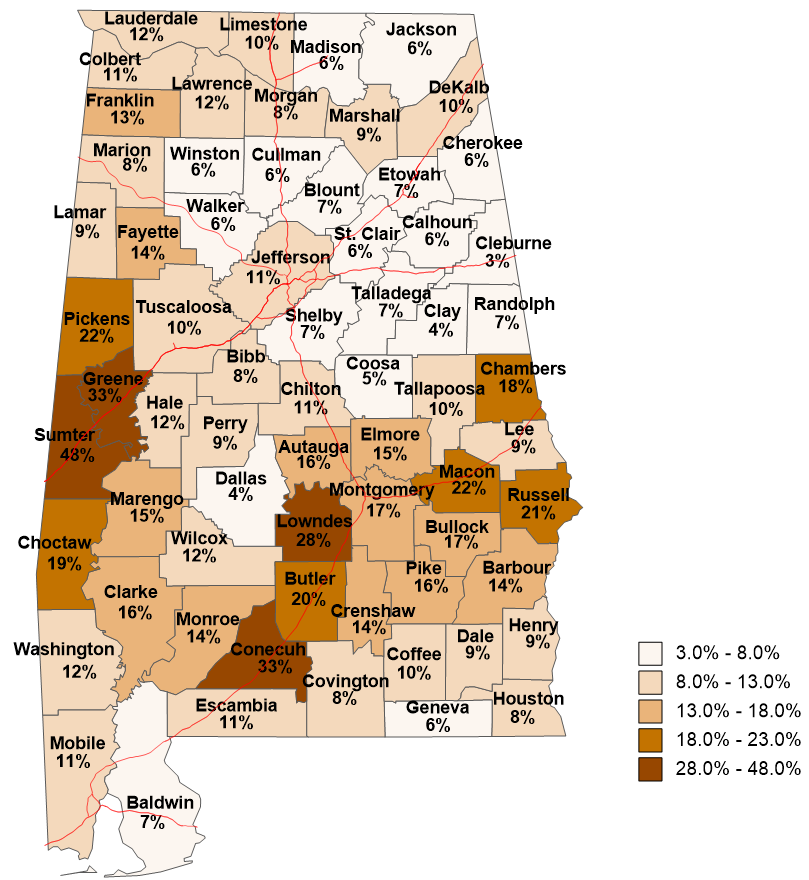 Lauderdale
12%
Limestone
10%
Madison
6%
Jackson
6%
Colbert
11%
Lawrence
12%
Franklin
13%
Morgan
8%
Marshall
9%
DeKalb
10%
Cherokee
6%
Marion
8%
Winston
6%
Cullman
6%
Blount
7%
Etowah
7%
Lamar
9%
Fayette
14%
Walker
6%
St. Clair
6%
Calhoun
6%
Cleburne
3%
Jefferson
11%
Pickens
22%
Tuscaloosa
10%
Shelby
7%
Talladega
7%
Clay
4%
Randolph
7%
Greene
33%
Bibb
8%
Coosa
5%
Chambers
18%
Hale
12%
Chilton
11%
Tallapoosa
10%
Sumter
48%
Perry
9%
Autauga
16%
Elmore
15%
Lee
9%
Dallas
4%
Macon
22%
Russell
21%
Marengo
15%
Montgomery
17%
Choctaw
19%
Wilcox
12%
Lowndes
28%
Bullock
17%
Clarke
16%
Butler
20%
Pike
16%
Barbour
14%
Crenshaw
14%
Monroe
14%
Washington
12%
Conecuh
33%
Coffee
10%
Dale
9%
Henry
9%
Covington
8%
Escambia
11%
Geneva
6%
Houston
8%
Mobile
11%
Baldwin
7%
3.0% - 8.0%
8.0% - 13.0%
13.0% - 18.0%
18.0% - 23.0%
28.0% - 48.0%